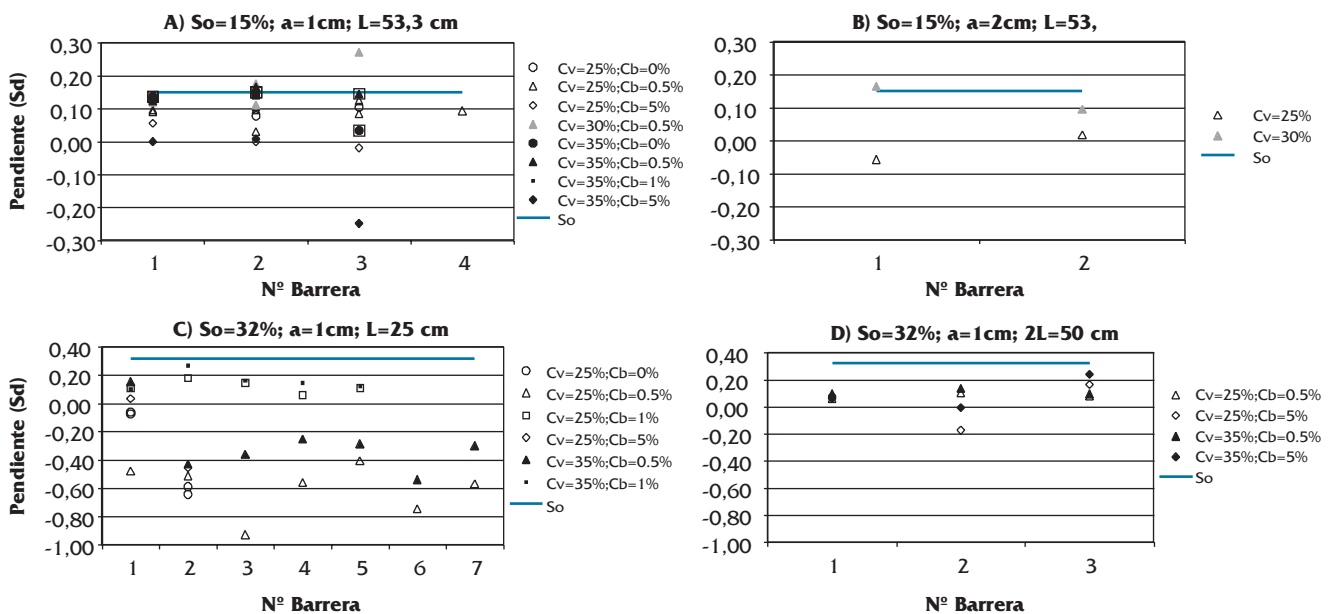 A) So=15%; a=1cm; L=53,3 cm
Pendiente (Sd)
0,30
0,20
0,10
0,00
-0,10
-0,20
-0,30
1 2 3 4
Nº Barrera
Cv=25%;Cb=0%
Cv=25%;Cb=0.5%
Cv=25%;Cb=5%
Cv=30%;Cb=0.5%
Cv=35%;Cb=0%
Cv=35%;Cb=0.5%
Cv=35%;Cb=1%
Cv=35%;Cb=5%
So
B) So=15%; a=2cm; L=53,
0,30
0,20
0,10
0,00
-0,10
-0,20
-0,30
1 2
Nº Barrera
Cv=25%
Cv=30%
So
C) So=32%; a=1cm; L=25 cm
Pendiente (Sd)
0,40
0,20
0,00
-0,20
-0,40
-0,60
-0,80
-1,00
1 2 3 4 5 6 7
Nº Barrera
Cv=25%;Cb=0%
Cv=25%;Cb=0.5%
Cv=25%;Cb=1%
Cv=25%;Cb=5%
Cv=35%;Cb=0.5%
Cv=35%;Cb=1%
So
D) So=32%; a=1cm; 2L=50 cm
0,40
0,20
0,00
-0,20
-0,40
-0,60
-0,80
-1,00
1 2 3
Nº Barrera
Cv=25%;Cb=0.5%
Cv=25%;Cb=5%
Cv=35%;Cb=0.5%
Cv=35%;Cb=5%
So